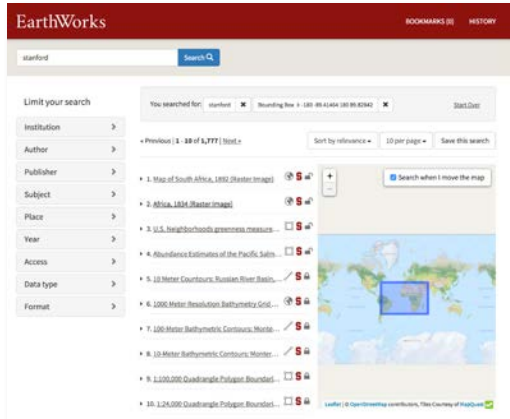 EarthWorks
BOOKMARKS (0) HISTORY
stanford
Search
Limit your search
Institution
Author
Publisher
Subject
Place
Year
Access
Data type
Format
You searched for: stanford ✖ Bounding Box ✖ Start Over
« Previous | 1 - 10 of 1,777 | Next »
Sort by relevance 10 per page Save this search
1. Map of South Africa, 1892 (Raster Image)
2. Africa, 1834 (Raster Image)
3. U.S. Neighborhoods greenness measure...
4. Abundance Estimates of the Pacific Salm...
5. 10 Meter Countours: Russian River Basin,...
6. 1000 Meter Resolution Bathymetry Grid ...
7. 100-Meter Bathymetric Contours: Monte...
8. 10-Meter Bathymetric Contours: Monter...
9. 1:100,000 Quadrangle Polygon Boundari...
10. 1:24,000 Quadrangle Polygon Boundari...
+
−
Search when I move the map
Leaflet | © OpenStreetMap contributors, Tiles Courtesy of MapQuest